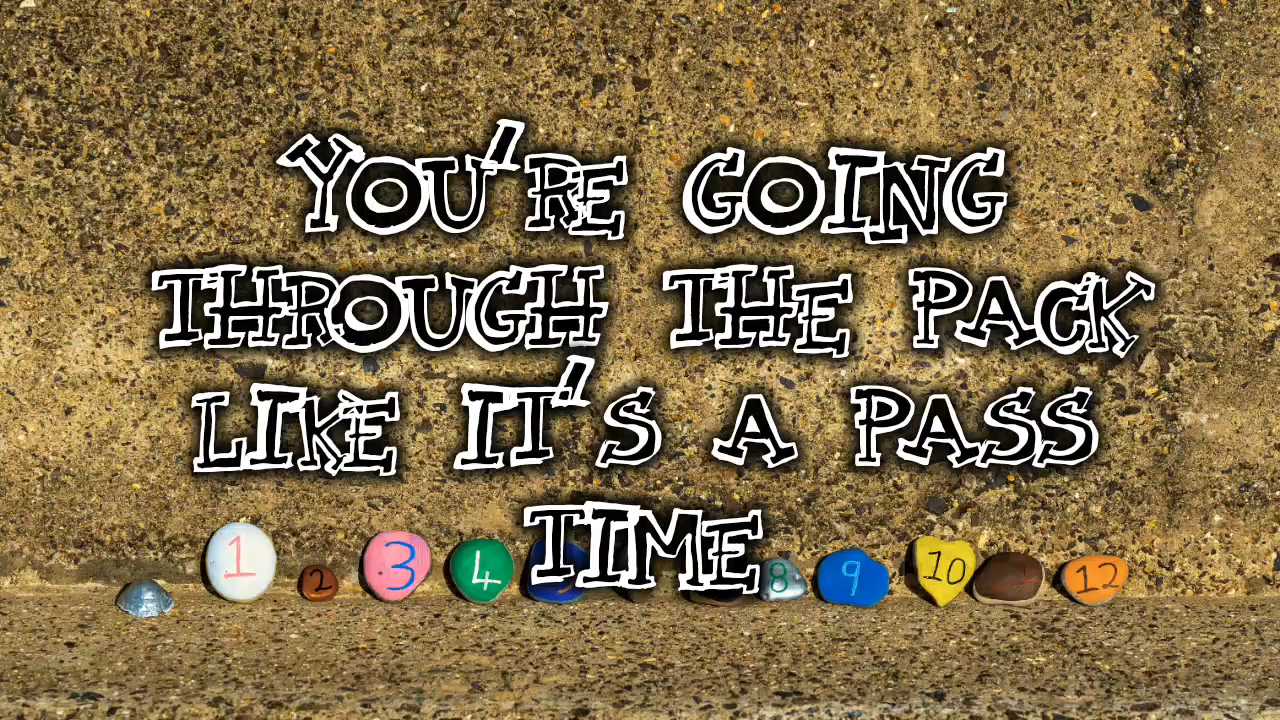 YOU'RE GOING
THROUGH THE PACK
LIKE IT'S A PASS
TIME
1 2 3 4 8 9 10 12